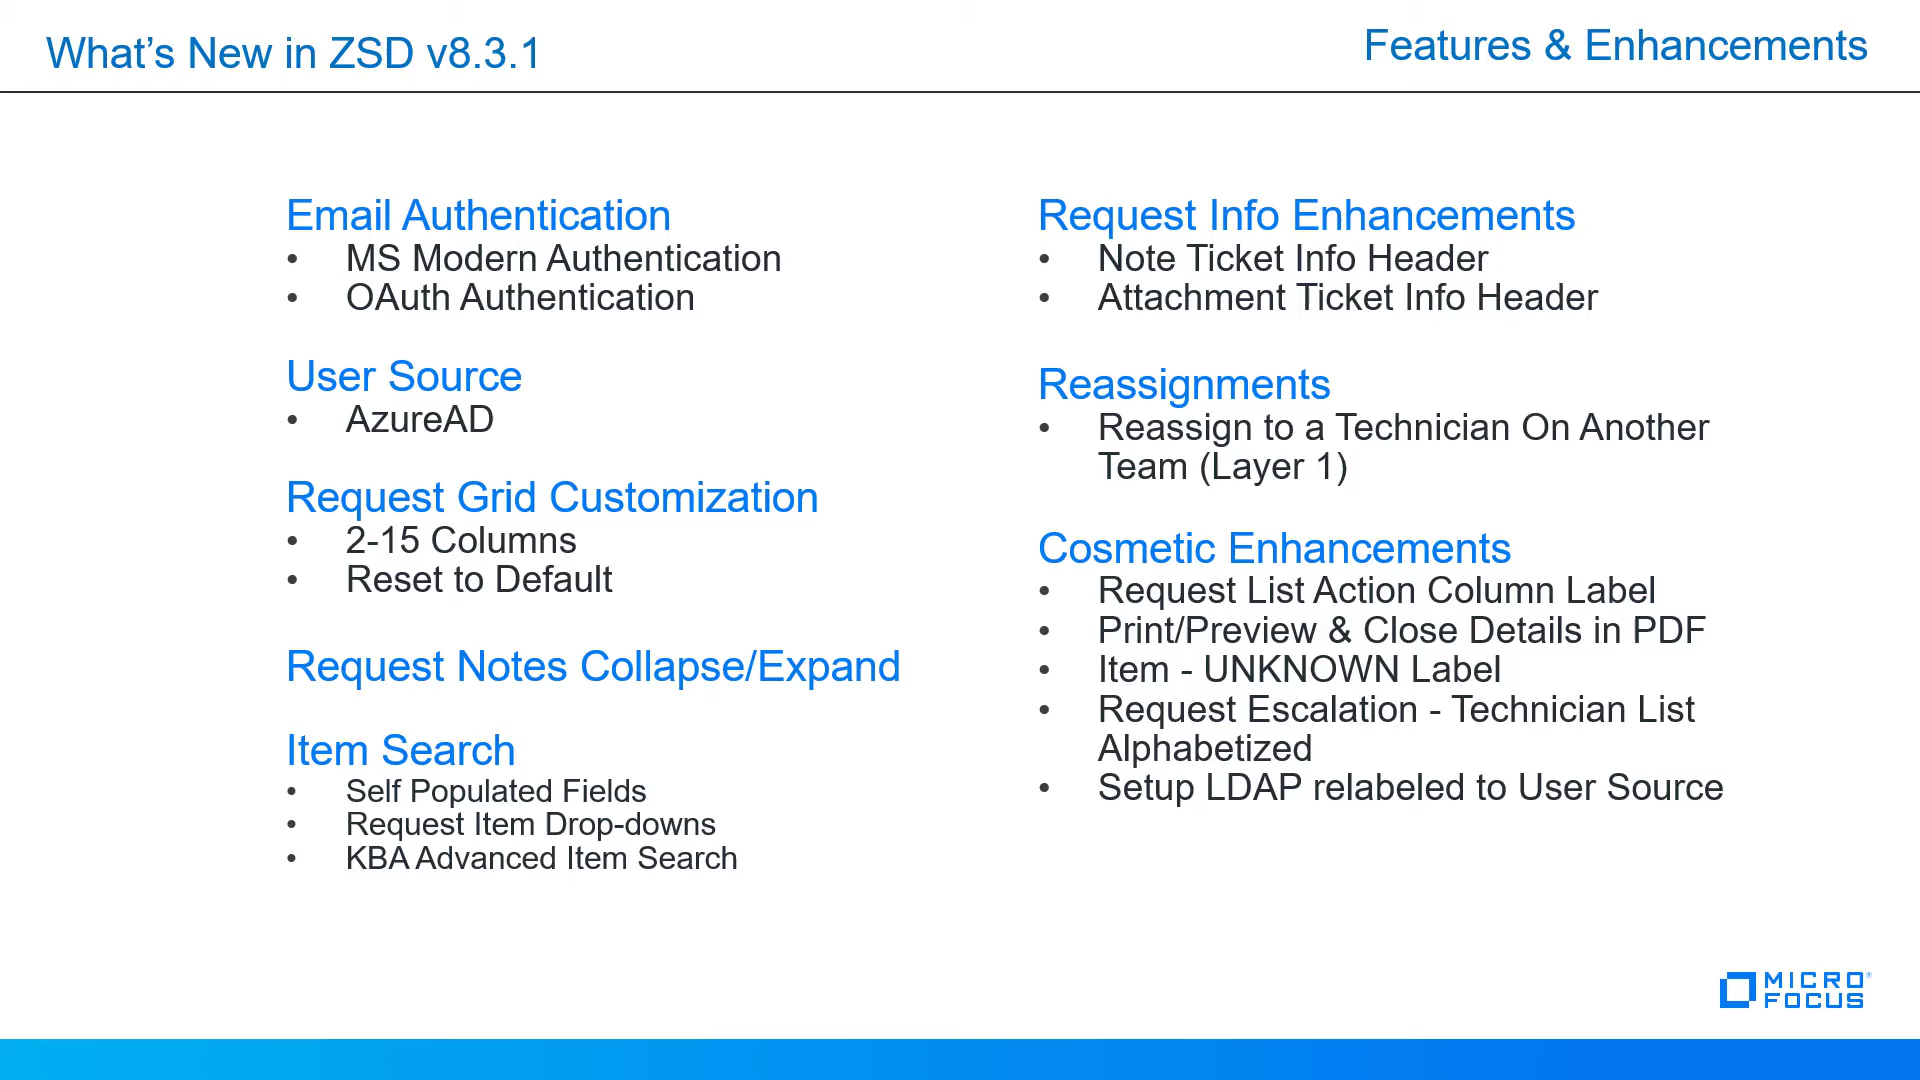 What's New in ZSD v8.3.1
Features & Enhancements
Email Authentication
• MS Modern Authentication
• OAuth Authentication
User Source
• AzureAD
Request Grid Customization
• 2-15 Columns
• Reset to Default
Request Notes Collapse/Expand
Item Search
• Self Populated Fields
• Request Item Drop-downs
• KBA Advanced Item Search
Request Info Enhancements
• Note Ticket Info Header
• Attachment Ticket Info Header
Reassignments
• Reassign to a Technician On Another
Team (Layer 1)
Cosmetic Enhancements
• Request List Action Column Label
• Print/Preview & Close Details in PDF
• Item - UNKNOWN Label
• Request Escalation - Technician List
Alphabetized
• Setup LDAP relabeled to User Source
MICRO
FOCUS